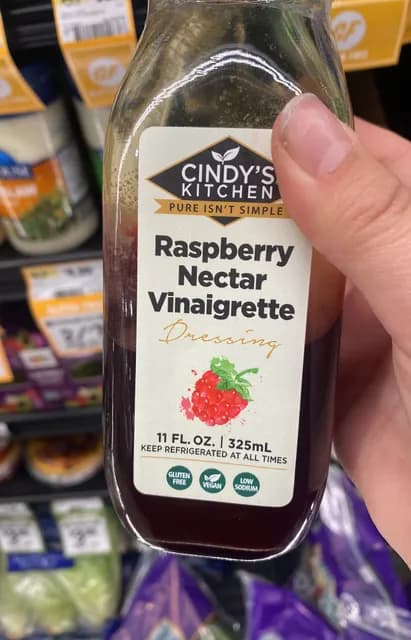 CINDY'S
KITCHEN
PURE ISN'T SIMPLE
Raspberry
Nectar
Vinaigrette
Dressing
11 FL. OZ. | 325mL
KEEP REFRIGERATED AT ALL TIMES
GLUTEN
FREE
VEGAN
LOW
SODIUM